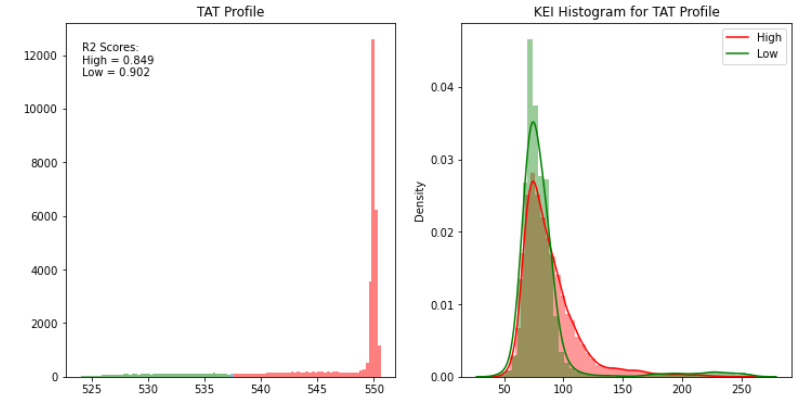 TAT Profile
R2 Scores:
High = 0.849
Low = 0.902
12000
10000
8000
6000
4000
2000
0
525 530 535 540 545 550
KEI Histogram for TAT Profile
High
Low
Density
0.04
0.03
0.02
0.01
0.00
50 100 150 200 250